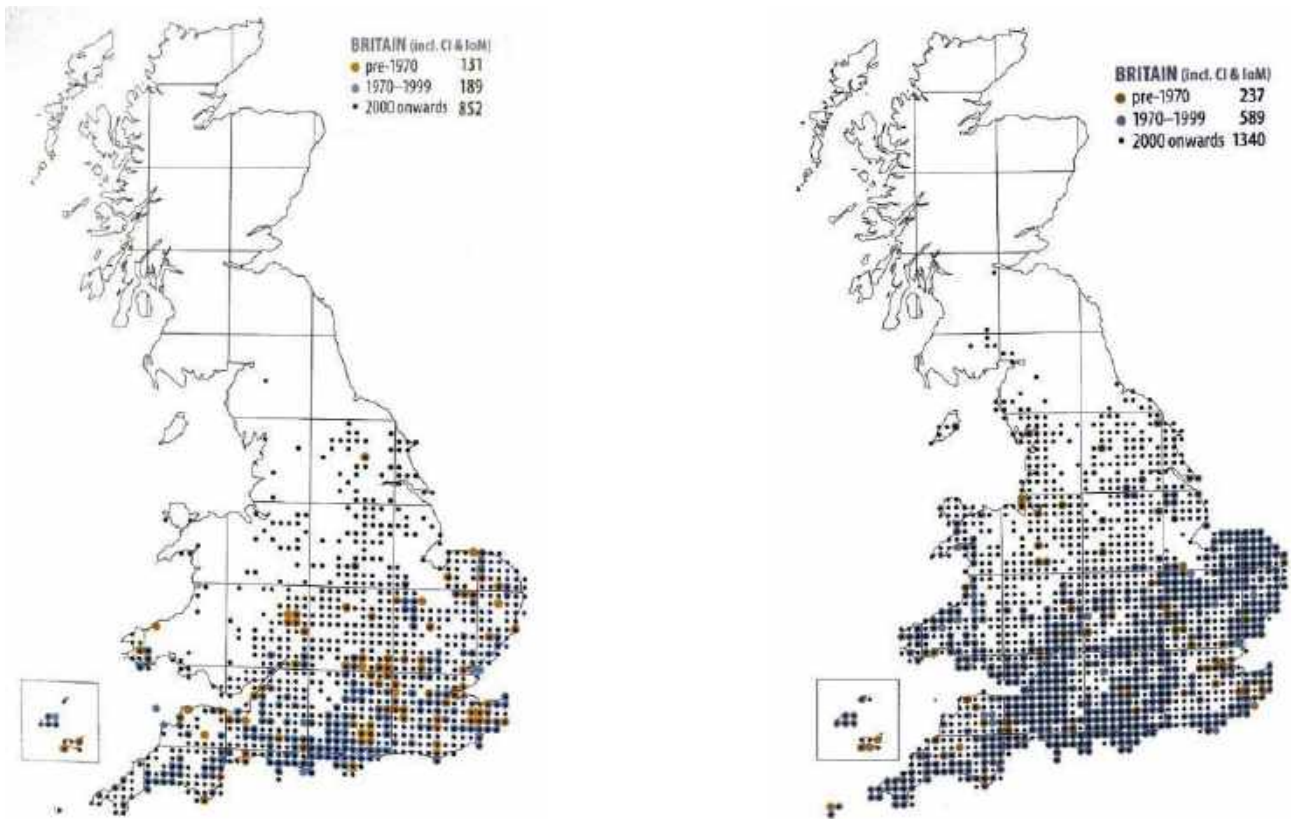 BRITAIN (incl. CI & IoM)
pre-1970 131
1970–1999 189
2000 onwards 852
BRITAIN (incl. CI & IoM)
pre-1970 237
1970–1999 589
2000 onwards 1340